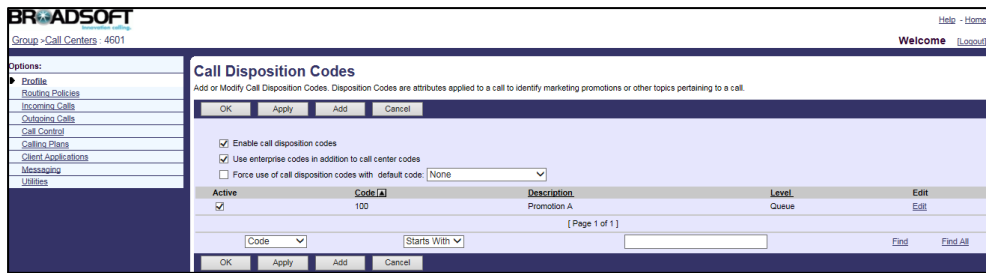 BROADSOFT
innovation calling.
Help - Home
Group >Call Centers : 4601
Welcome [Logout]
Options:
Profile
Routing Policies
Incoming Calls
Outgoing Calls
Call Control
Calling Plans
Client Applications
Messaging
Utilities
Call Disposition Codes
Add or Modify Call Disposition Codes. Disposition Codes are attributes applied to a call to identify marketing promotions or other topics pertaining to a call.
OK Apply Add Cancel
Enable call disposition codes
Use enterprise codes in addition to call center codes
Force use of call disposition codes with default code: None
Active Code Description Level Edit
100 Promotion A Queue Edit
[ Page 1 of 1 ]
Code Starts With Find Find All
OK Apply Add Cancel